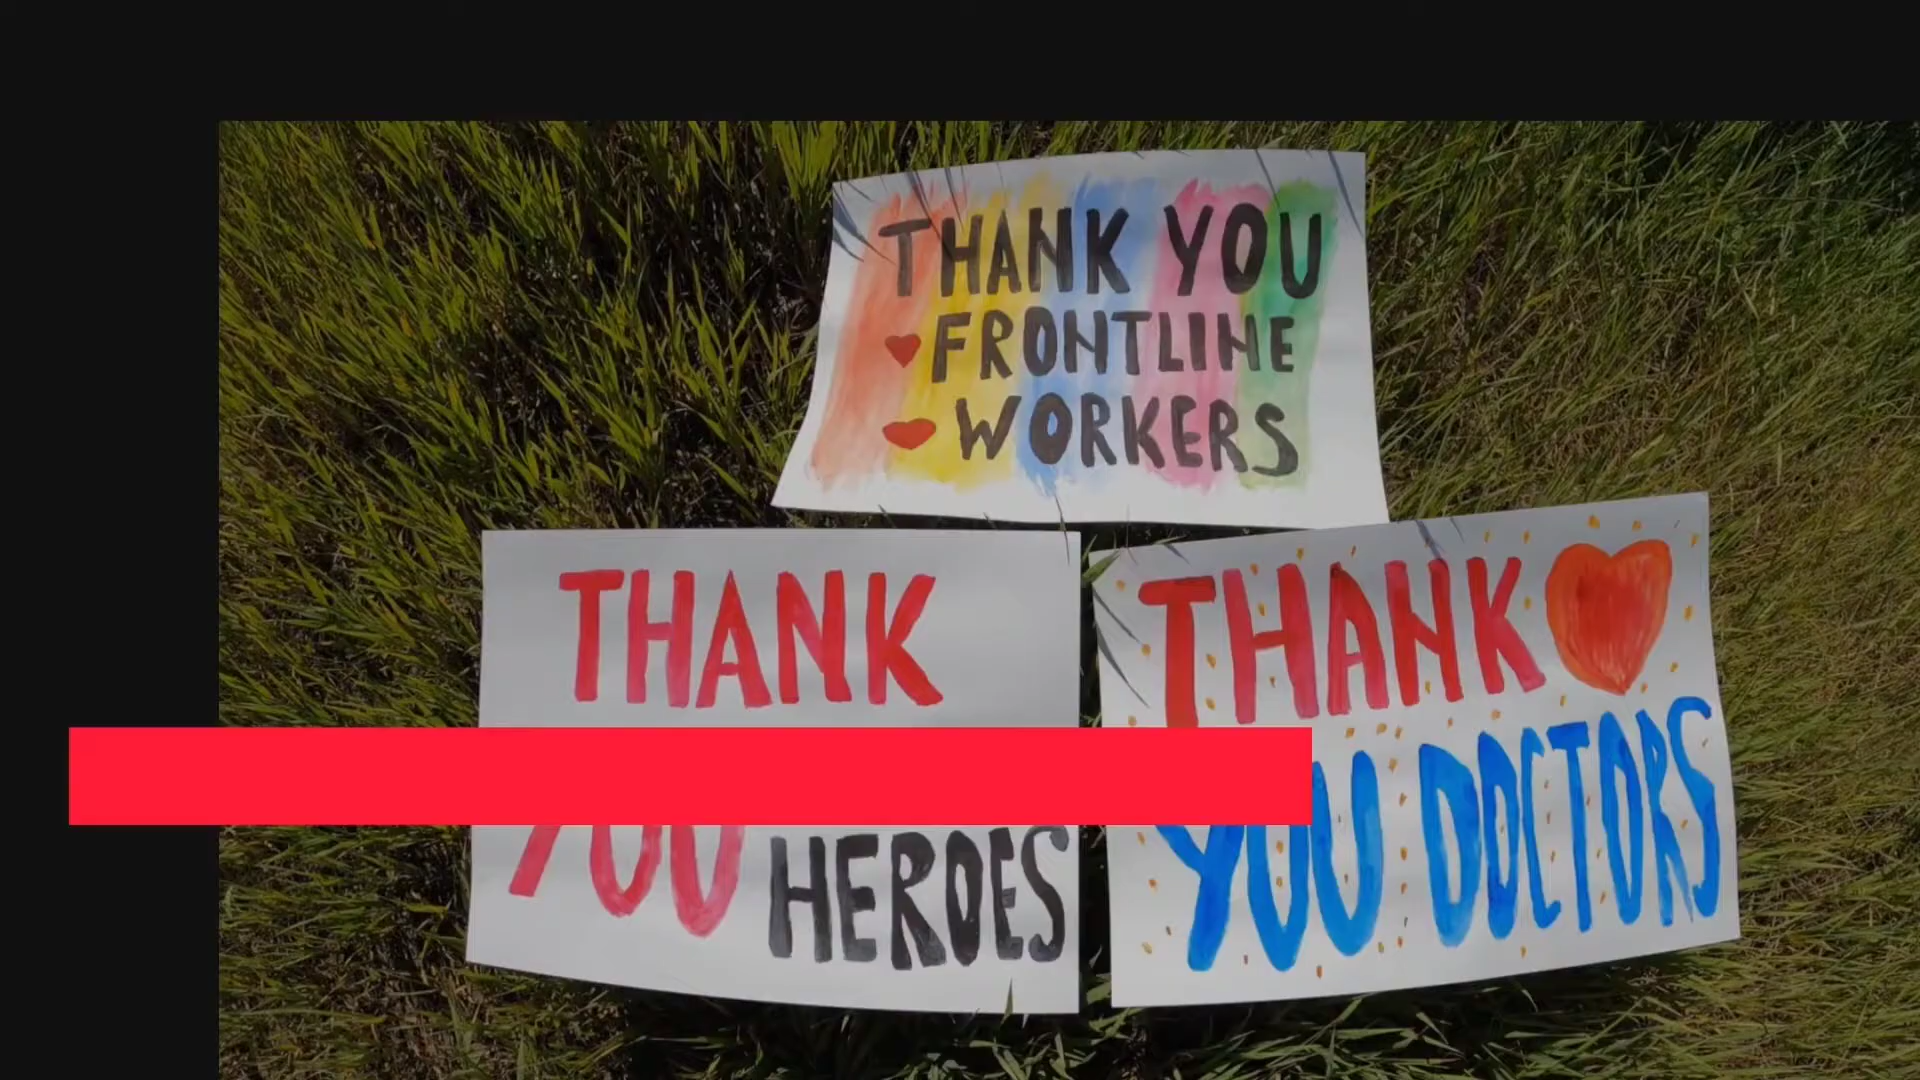 THANK YOU
FRONTLINE
WORKERS
THANK
YOU HEROES
THANK
YOU DOCTORS